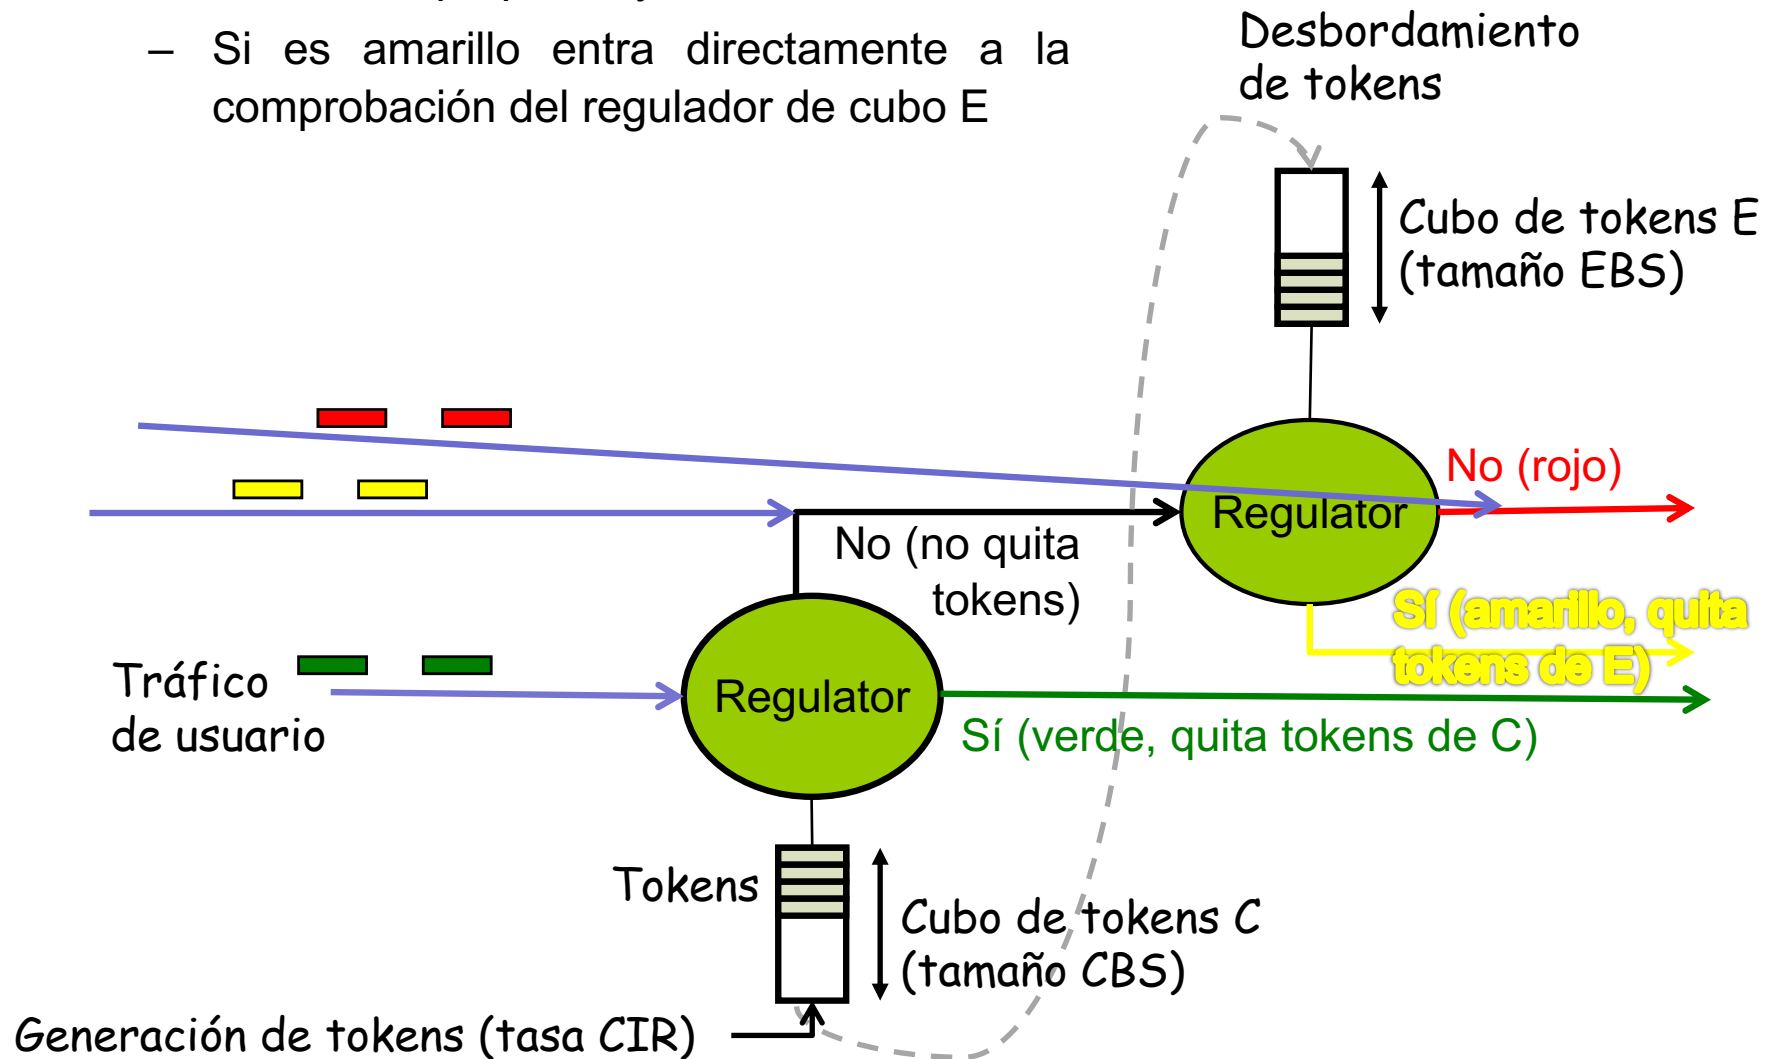 – Si es amarillo entra directamente a la
comprobación del regulador de cubo E
Desbordamiento
de tokens
Cubo de tokens E
(tamaño EBS)
No (rojo)
Regulator
No (no quita
tokens)
Sí (amarillo, quita
tokens de E)
Tráfico
de usuario
Regulator
Sí (verde, quita tokens de C)
Tokens
Cubo de tokens C
(tamaño CBS)
Generación de tokens (tasa CIR)